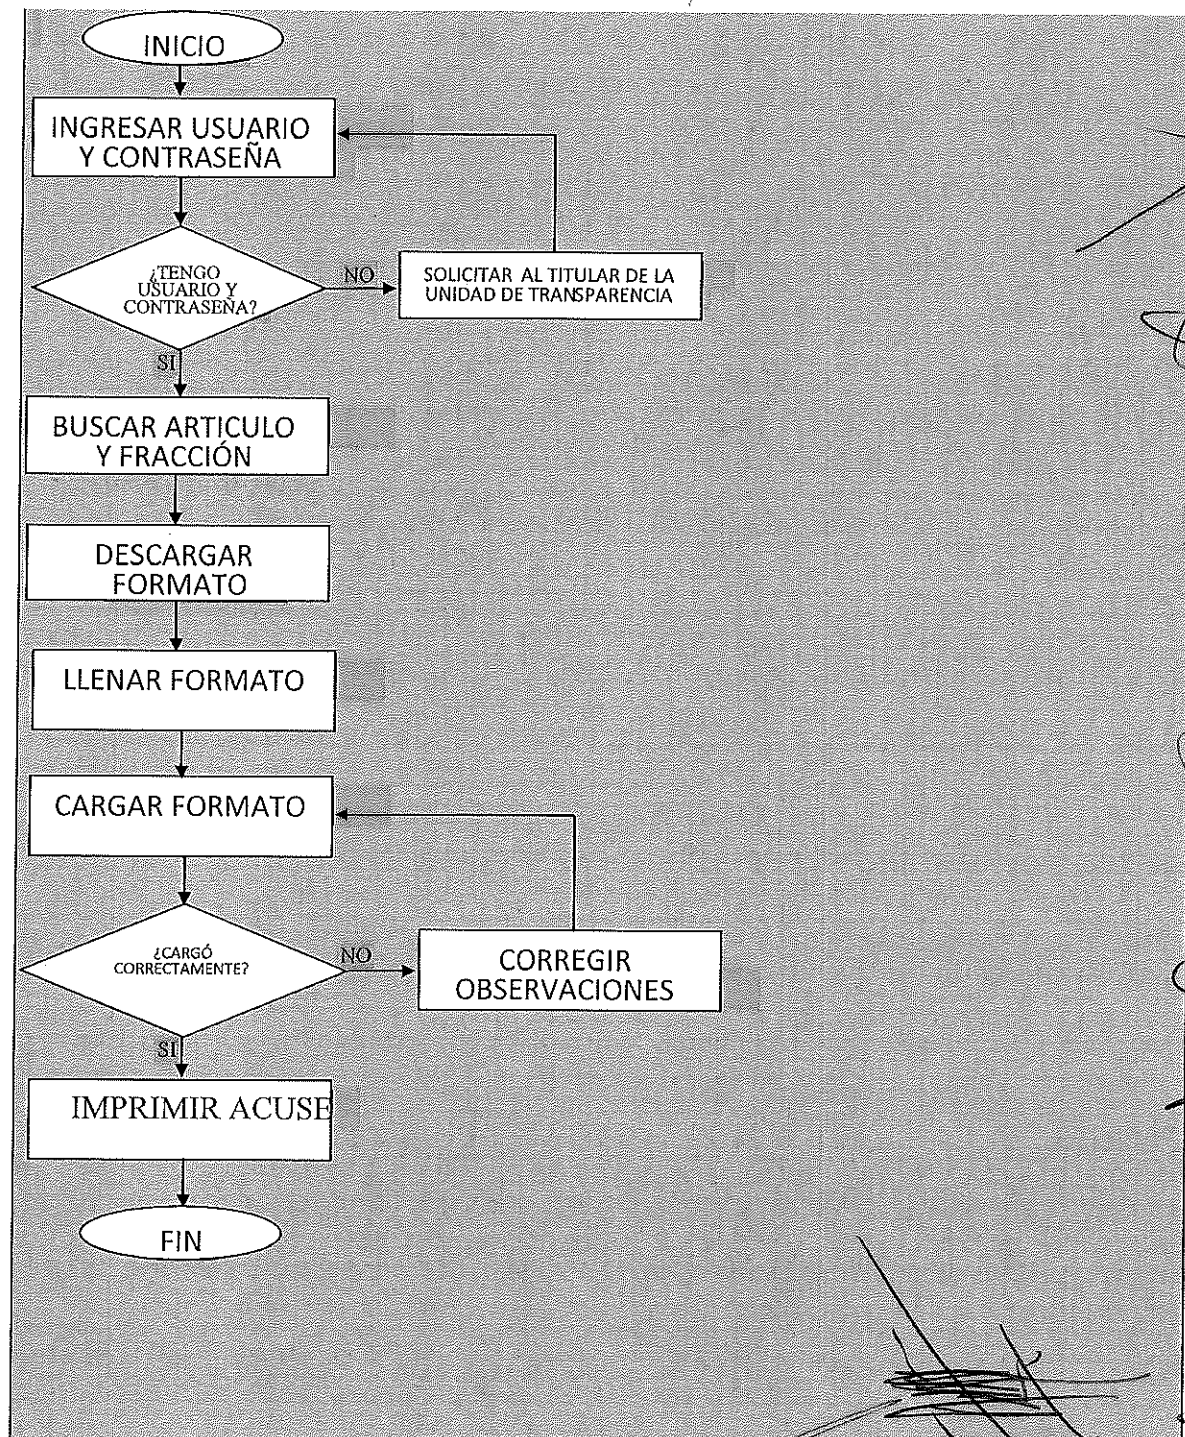 INICIO
INGRESAR USUARIO
Y CONTRASEÑA
¿TENGO
USUARIO Y
CONTRASEÑA?
NO
SOLICITAR AL TITULAR DE LA
UNIDAD DE TRANSPARENCIA
SI
BUSCAR ARTICULO
Y FRACCIÓN
DESCARGAR
FORMATO
LLENAR FORMATO
CARGAR FORMATO
¿CARGÓ
CORRECTAMENTE?
NO
CORREGIR
OBSERVACIONES
SI
IMPRIMIR ACUSE
FIN